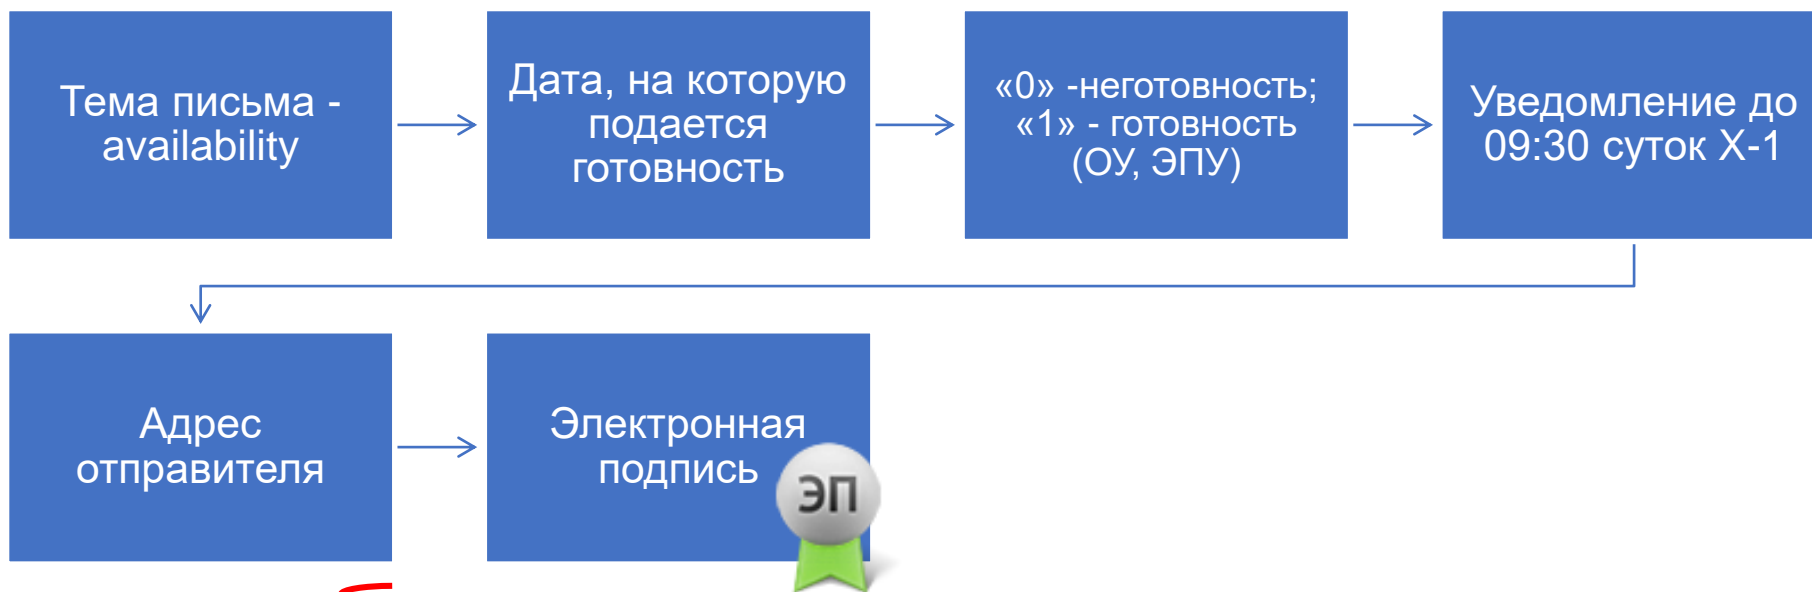 Тема письма -
availability
Дата, на которую
подается
готовность
«0» -неготовность;
«1» - готовность
(ОУ, ЭПУ)
Уведомление до
09:30 суток X-1
Адрес
отправителя
Электронная
подпись
ЭП